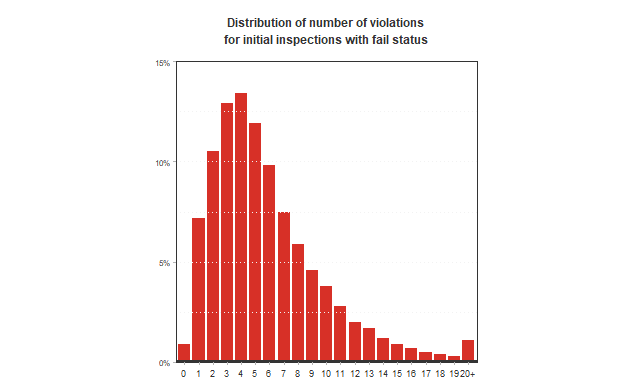 Distribution of number of violations
for initial inspections with fail status
15%
10%
5%
0%
0 1 2 3 4 5 6 7 8 9 10 11 12 13 14 15 16 17 18 19 20+